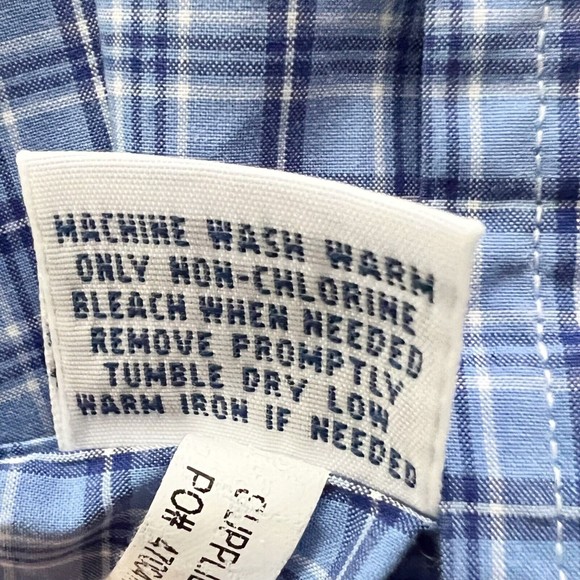 MACHINE WASH WARM
ONLY NON-CHLORINE
BLEACH WHEN NEEDED
REMOVE PROMPTLY
TUMBLE DRY LOW
WARM IRON IF NEEDED
PO#